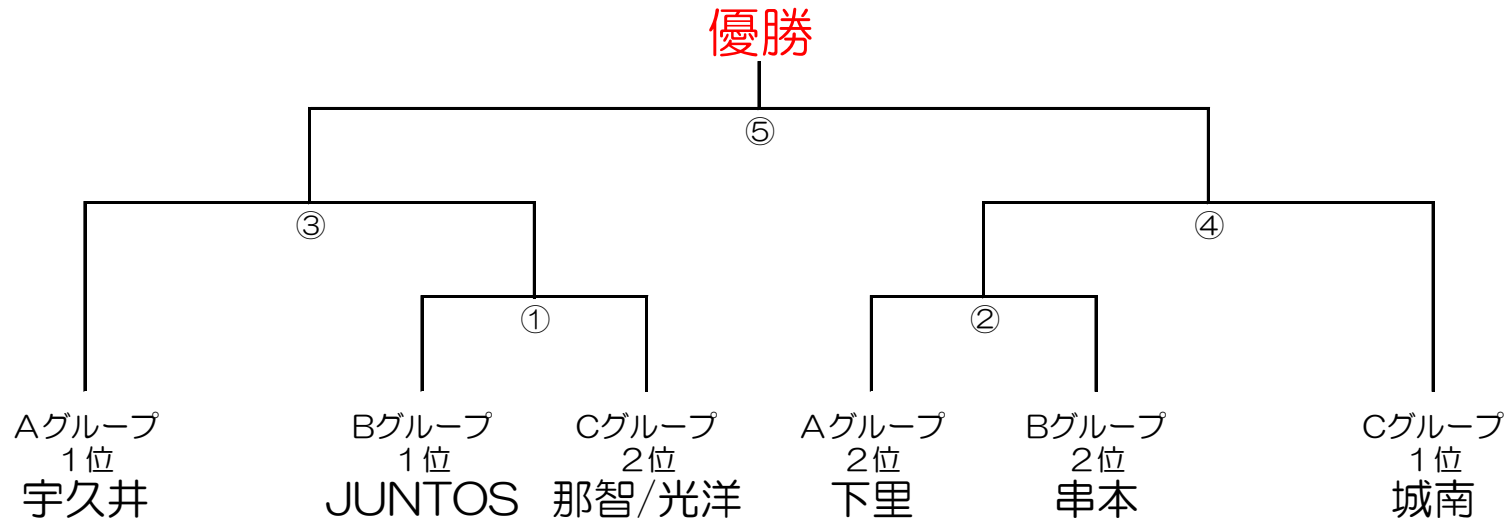 優勝
⑤
③
④
①
②
Aグループ
1位
宇久井
Bグループ
1位
JUNTOS
Cグループ
2位
那智/光洋
Aグループ
2位
下里
Bグループ
2位
串本
Cグループ
1位
城南